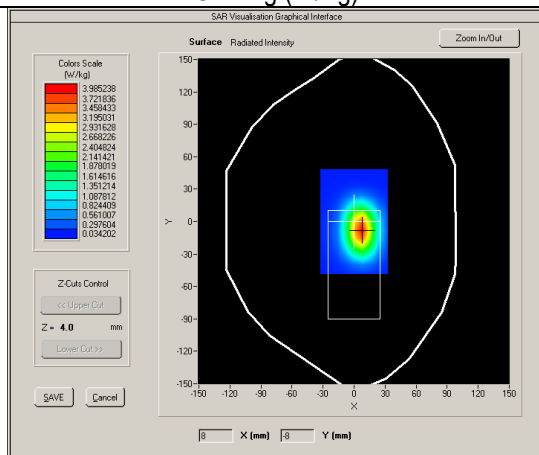 SAR Visualisation Graphical Interface
Surface Radiated Intensity
Zoom In/Out
Colors Scale
(W/kg)
3.985238
3.721836
3.458433
3.195031
2.931628
2.668226
2.404824
2.141421
1.878019
1.614616
1.351214
1.087812
0.824409
0.561007
0.297604
0.034202
Z-Cuts Control
<< Upper Cut
Z = 4.0 mm
Lower Cut >>
SAVE Cancel
150
120
90
60
30
0
-30
-60
-90
-120
-150
Y
-150 -120 -90 -60 -30 0 30 60 90 120 150
X
8 X (mm) -8 Y (mm)